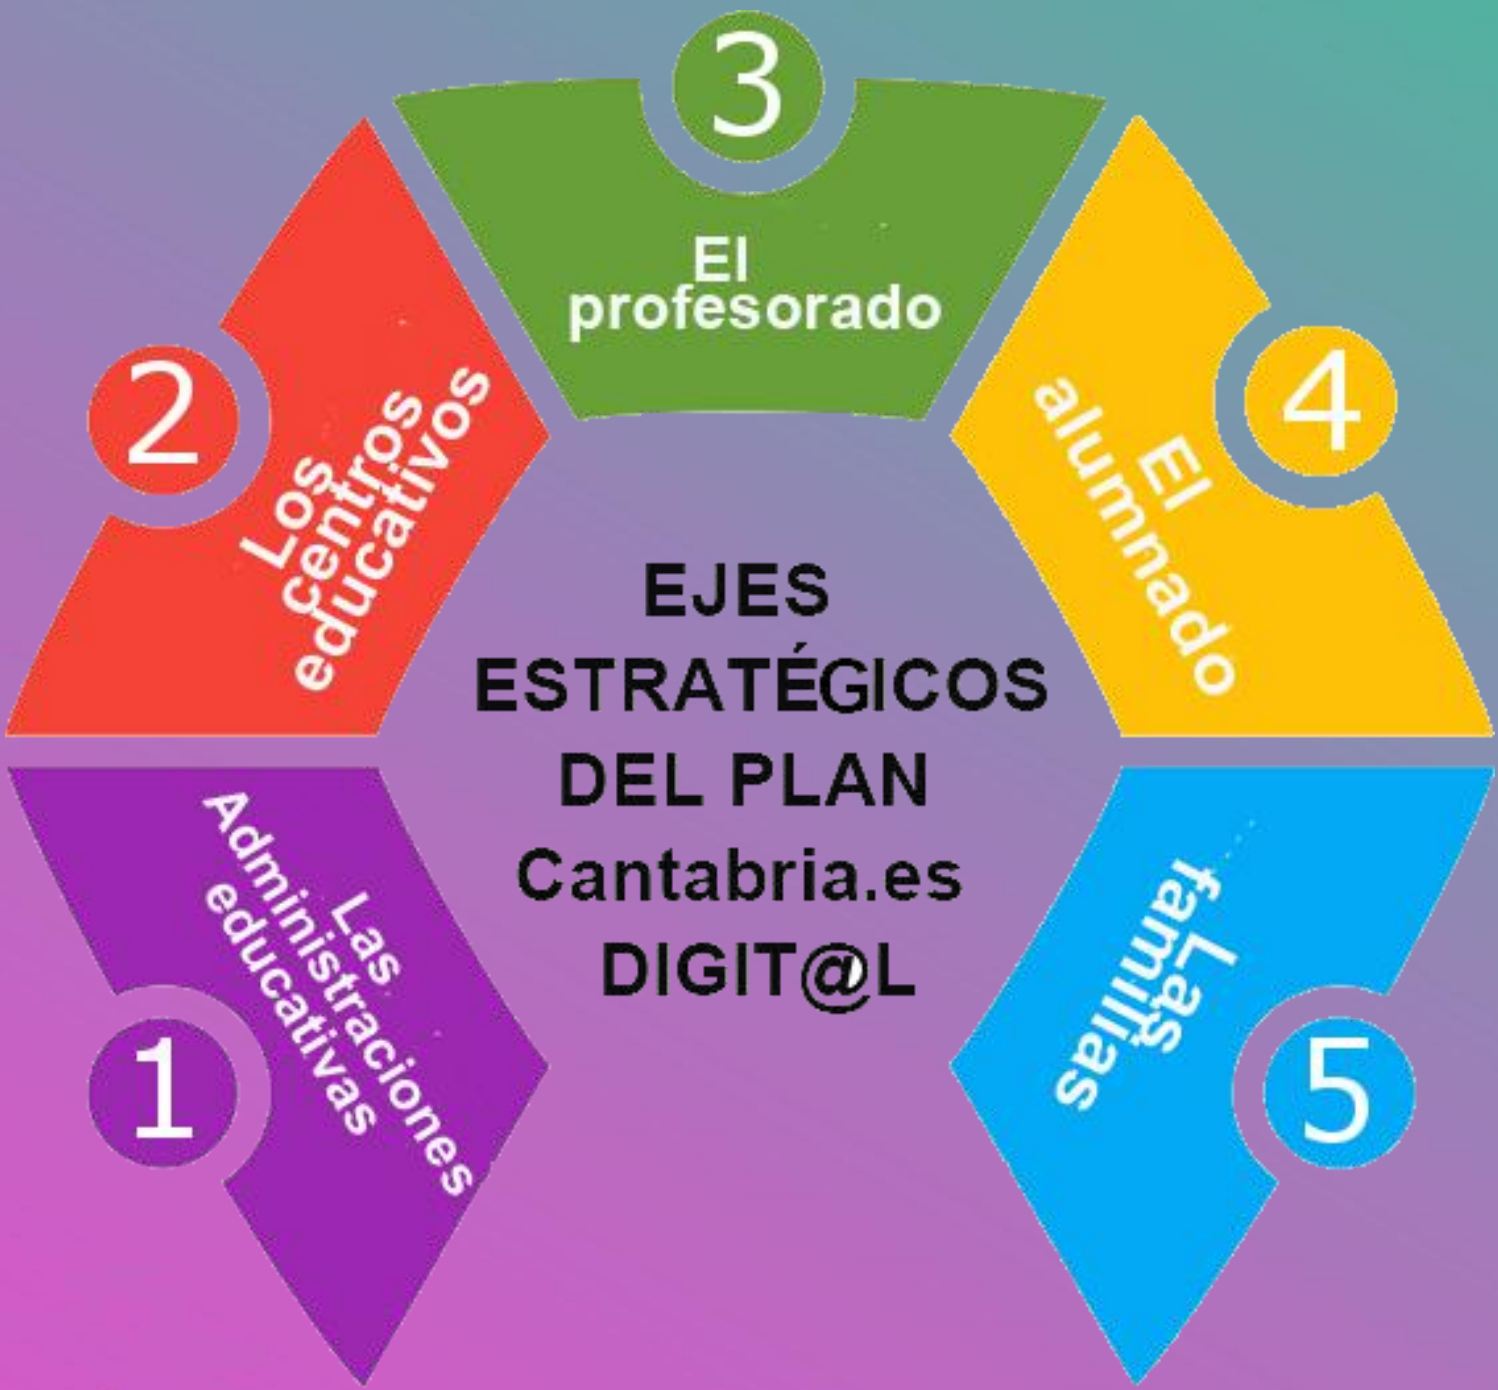 3
El
profesorado
2
Los
centros
educativos
4
El
alumnado
EJES
ESTRATÉGICOS
DEL PLAN
Cantabria.es
DIGIT@L
1
Las
Administraciones
educativas
5
Las
familias